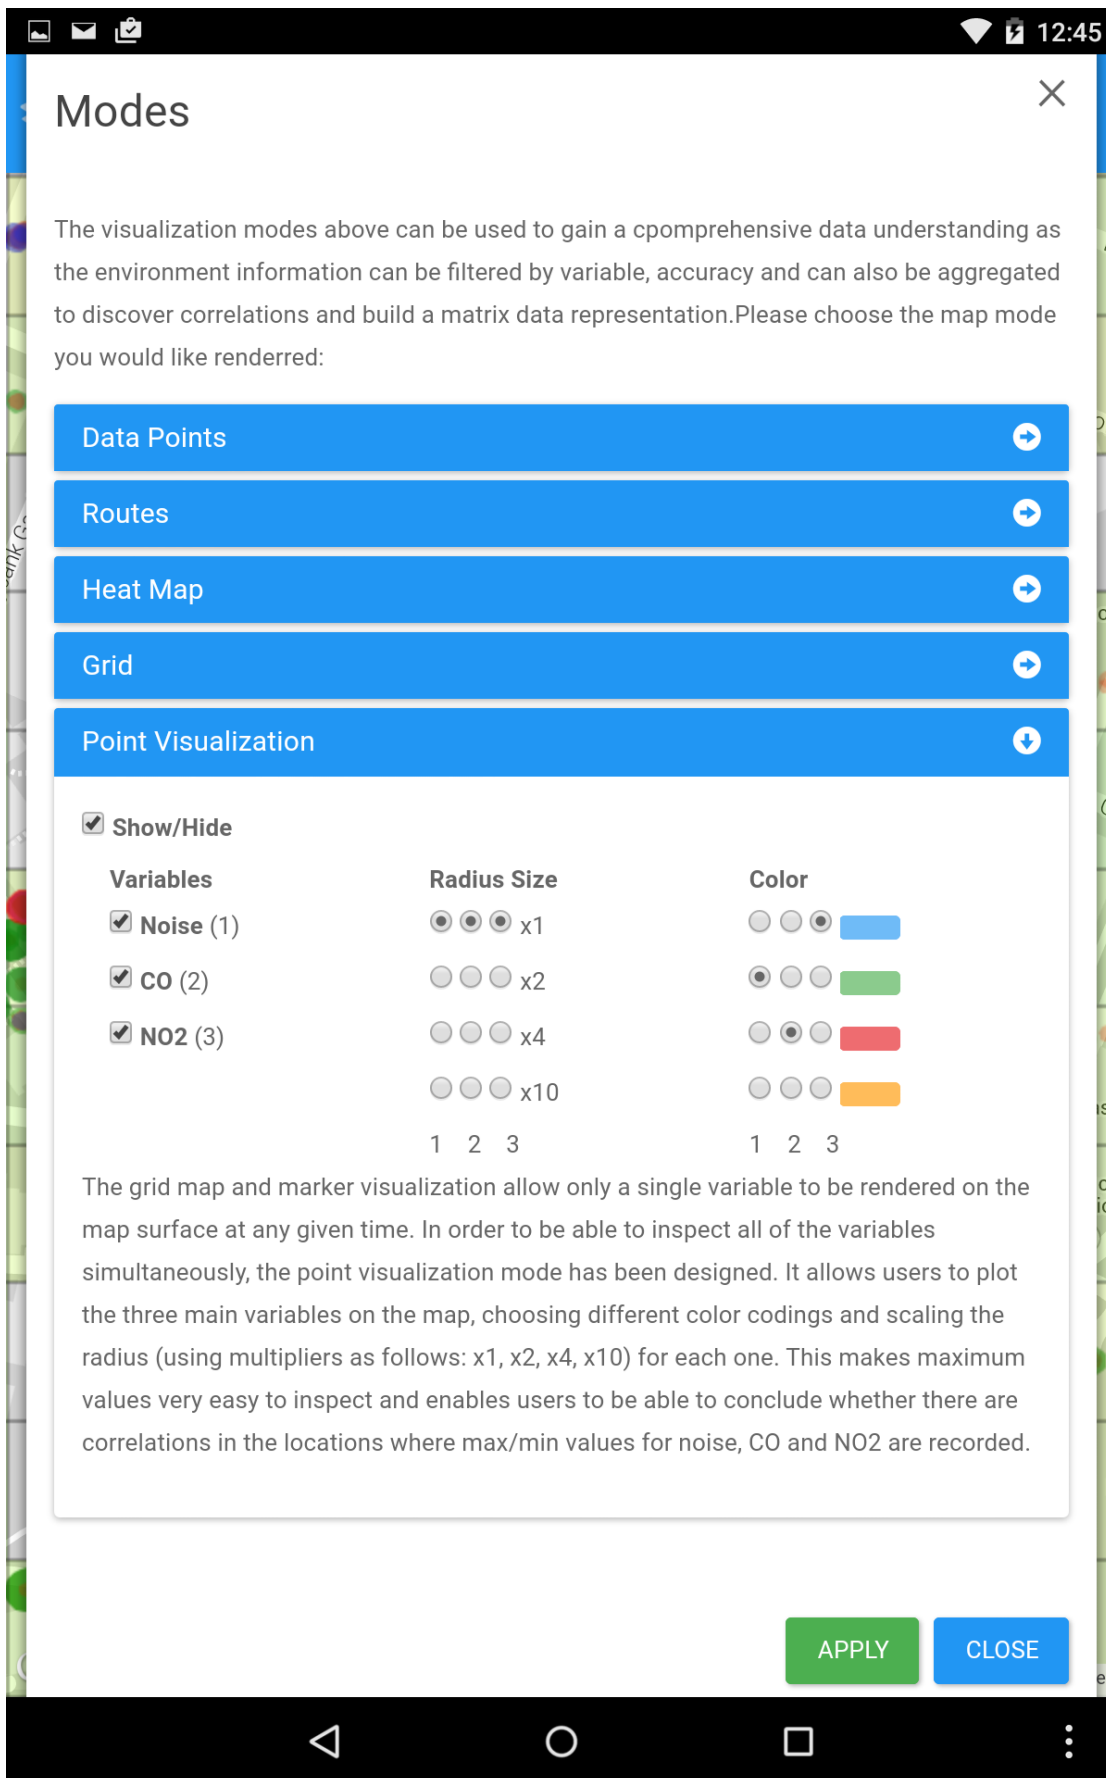 12:45
Modes
The visualization modes above can be used to gain a cpomprehensive data understanding as
the environment information can be filtered by variable, accuracy and can also be aggregated
to discover correlations and build a matrix data representation.Please choose the map mode
you would like renderred:
Data Points
Routes
Heat Map
Grid
Point Visualization
Show/Hide
Variables Radius Size Color
Noise (1) x1
CO (2) x2
NO2 (3) x4
x10
1 2 3 1 2 3
The grid map and marker visualization allow only a single variable to be rendered on the
map surface at any given time. In order to be able to inspect all of the variables
simultaneously, the point visualization mode has been designed. It allows users to plot
the three main variables on the map, choosing different color codings and scaling the
radius (using multipliers as follows: x1, x2, x4, x10) for each one. This makes maximum
values very easy to inspect and enables users to be able to conclude whether there are
correlations in the locations where max/min values for noise, CO and NO2 are recorded.
APPLY CLOSE